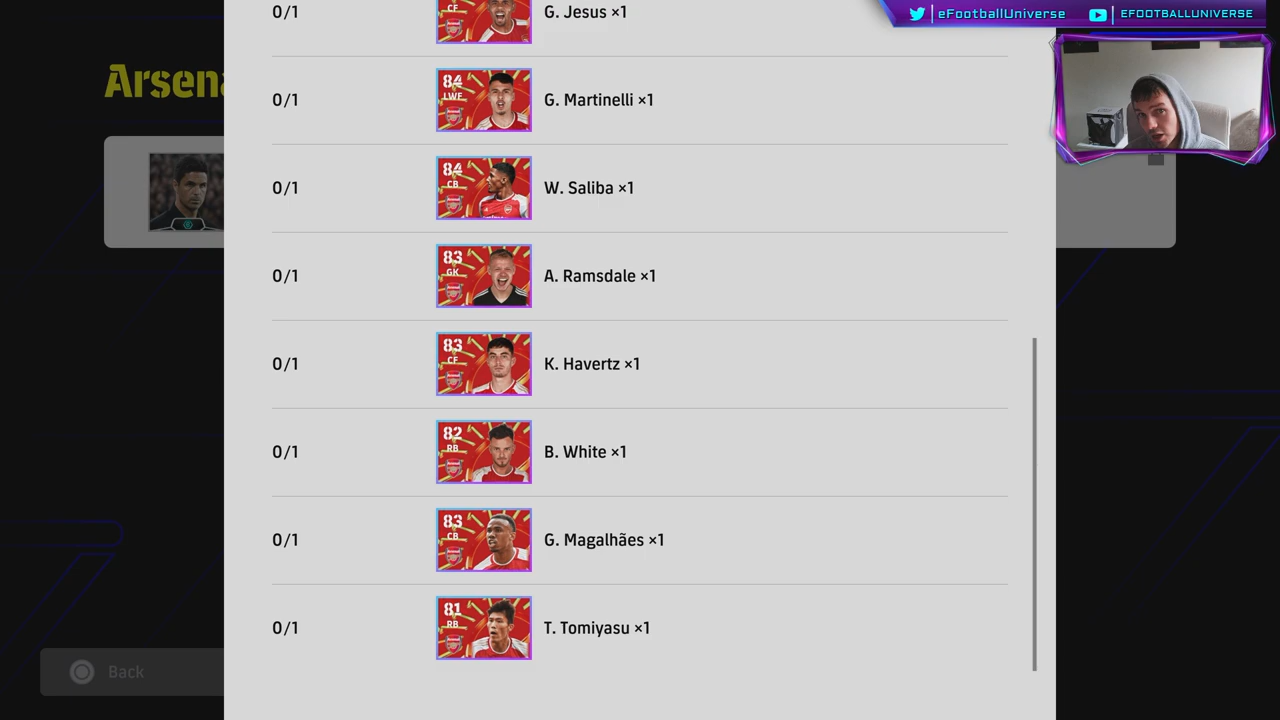 eFootballUniverse
EFOOTBALLUNIVERSE
Arsena
0/1
CF
G. Jesus ×1
0/1
84
LWF
G. Martinelli ×1
0/1
84
CB
W. Saliba ×1
0/1
83
GK
A. Ramsdale ×1
0/1
83
CF
K. Havertz ×1
0/1
82
RB
B. White ×1
0/1
83
CB
G. Magalhães ×1
0/1
81
RB
T. Tomiyasu ×1
Back